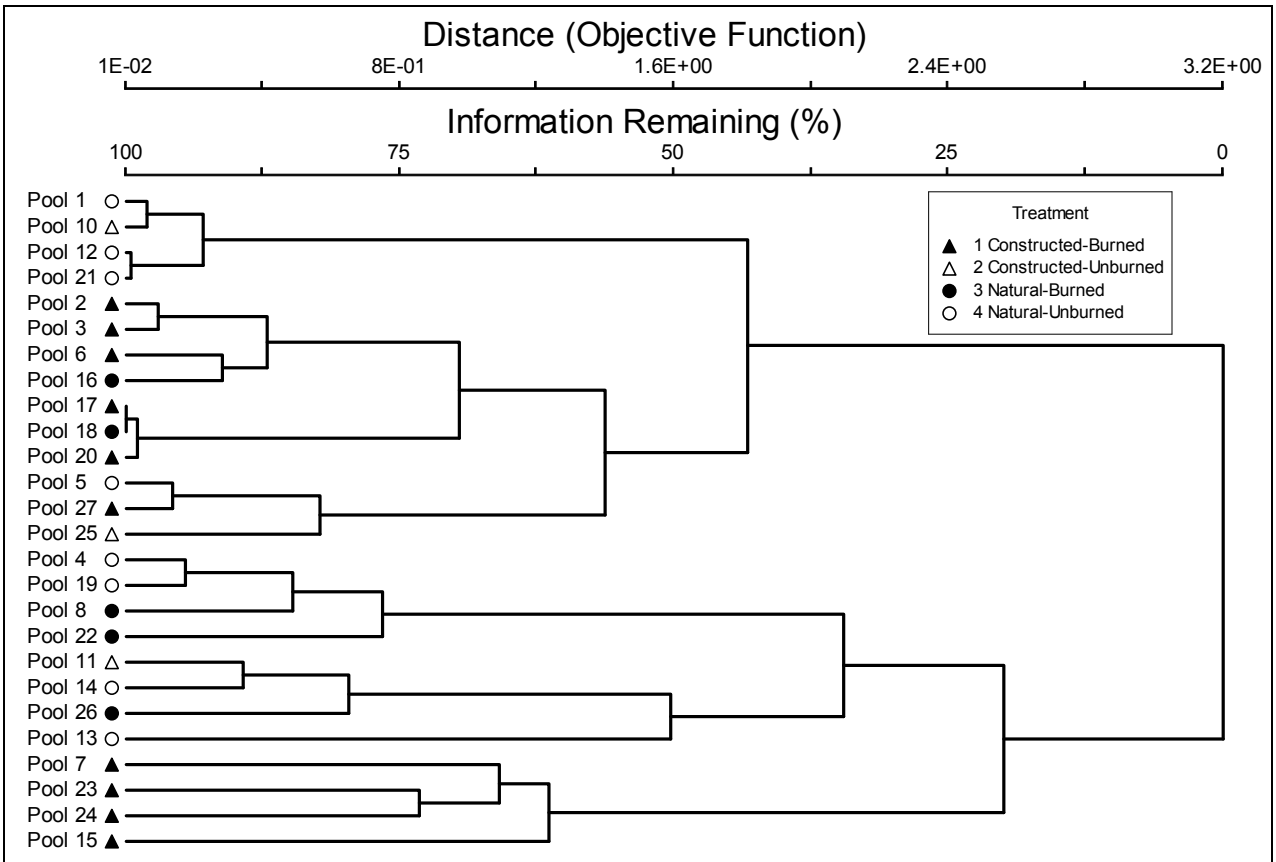 Distance (Objective Function)
1E-02 8E-01 1.6E+00 2.4E+00 3.2E+00
Information Remaining (%)
100 75 50 25 0
Pool 1
Pool 10
Pool 12
Pool 21
Pool 2
Pool 3
Pool 6
Pool 16
Pool 17
Pool 18
Pool 20
Pool 5
Pool 27
Pool 25
Pool 4
Pool 19
Pool 8
Pool 22
Pool 11
Pool 14
Pool 26
Pool 13
Pool 7
Pool 23
Pool 24
Pool 15
Treatment
1 Constructed-Burned
2 Constructed-Unburned
3 Natural-Burned
4 Natural-Unburned